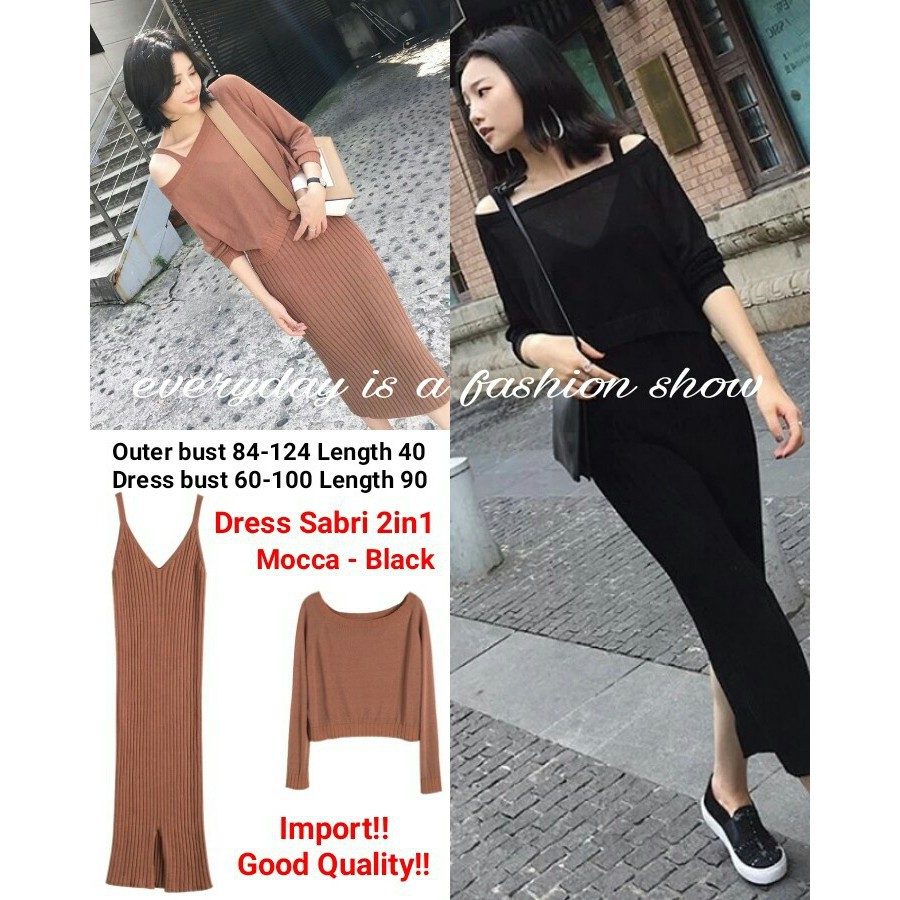 everyday is a fashion show
Outer bust 84-124 Length 40
Dress bust 60-100 Length 90
Dress Sabri 2in1
Mocca - Black
Import!!
Good Quality!!